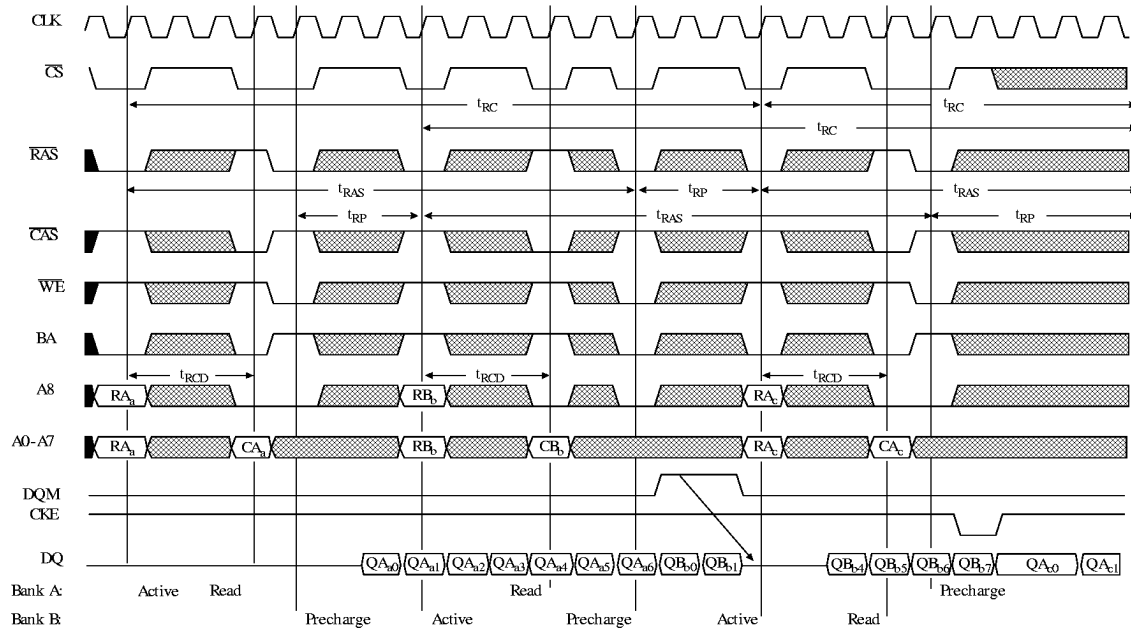 CLK
CS
tRC tRC
tRC
RAS
tRAS tRP tRAS
tRP tRAS tRP
CAS
WE
BA
tRCD tRCD tRCD
A8 RAa RBb RAc
A0-A7 RAa CAa RBb CBb RAc CAc
DQM
CKE
DQ QAa0 QAa1 QAa2 QAa3 QAa4 QAa5 QAa6 QBb0 QBb1 QBb4 QBb5 QBb6 QBb7 QAc0 QAc1
Bank A: Active Read Read Precharge
Bank B: Precharge Active Precharge Active Read